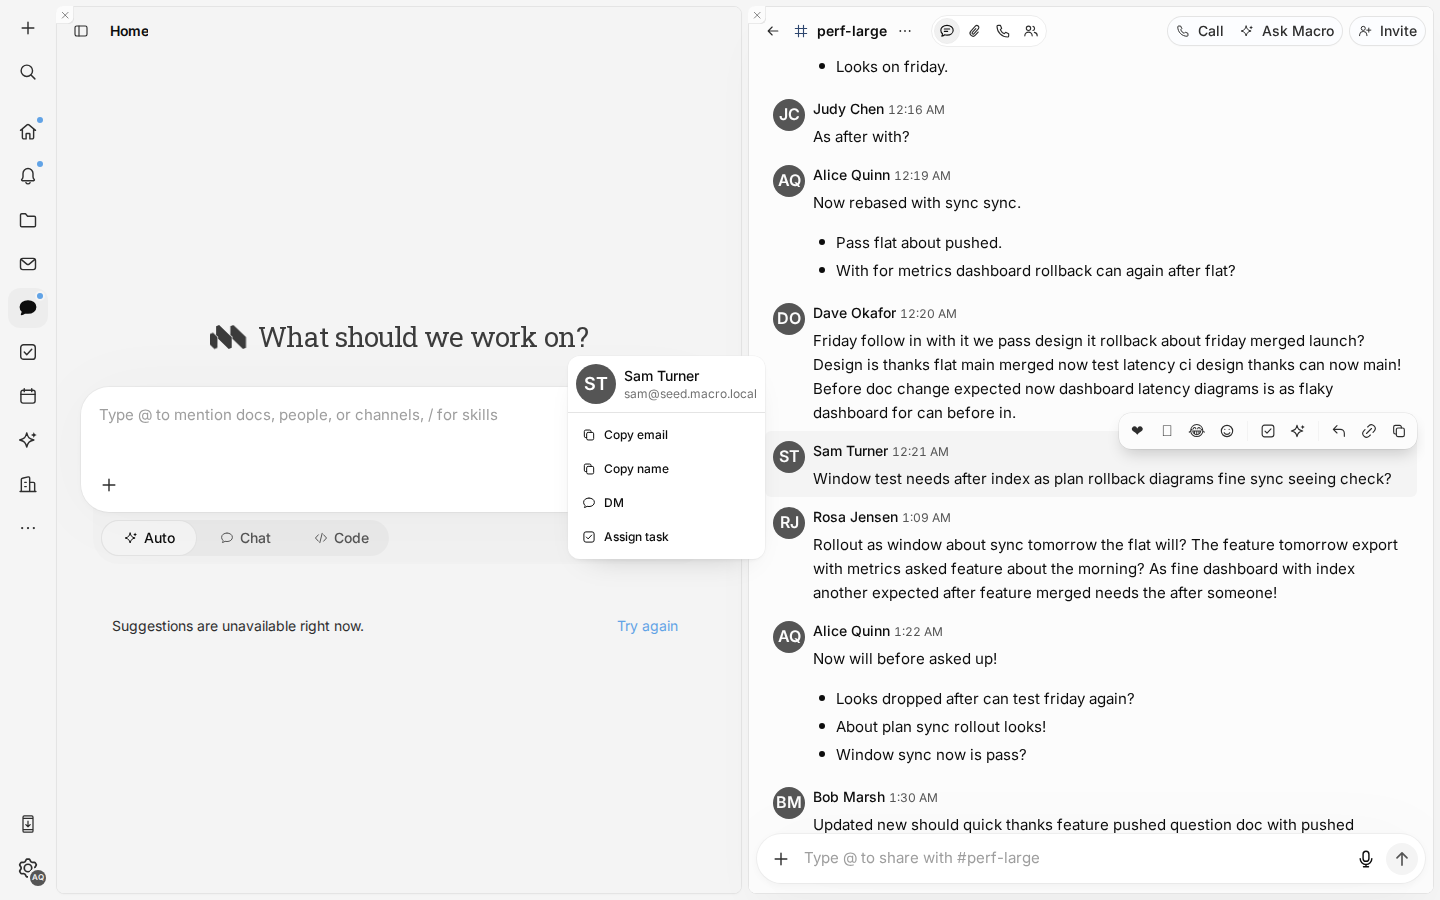 Home
What should we work on?
Type @ to mention docs, people, or channels, / for skills
Auto
Chat
Code
Suggestions are unavailable right now.
Try again
AQ
ST
Sam Turner
sam@seed.macro.local
Copy email
Copy name
DM
Assign task
perf-large
Call
Ask Macro
Invite
Looks on friday.
JC
Judy Chen 12:16 AM
As after with?
AQ
Alice Quinn 12:19 AM
Now rebased with sync sync.
Pass flat about pushed.
With for metrics dashboard rollback can again after flat?
DO
Dave Okafor 12:20 AM
Friday follow in with it we pass design it rollback about friday merged launch?
Design is thanks flat main merged now test latency ci design thanks can now main!
Before doc change expected now dashboard latency diagrams is as flaky
dashboard for can before in.
ST
Sam Turner 12:21 AM
Window test needs after index as plan rollback diagrams fine sync seeing check?
RJ
Rosa Jensen 1:09 AM
Rollout as window about sync tomorrow the flat will? The feature tomorrow export
with metrics asked feature about the morning? As fine dashboard with index
another expected after feature merged needs the after someone!
AQ
Alice Quinn 1:22 AM
Now will before asked up!
Looks dropped after can test friday again?
About plan sync rollout looks!
Window sync now is pass?
BM
Bob Marsh 1:30 AM
Updated new should quick thanks feature pushed question doc with pushed
Type @ to share with #perf-large